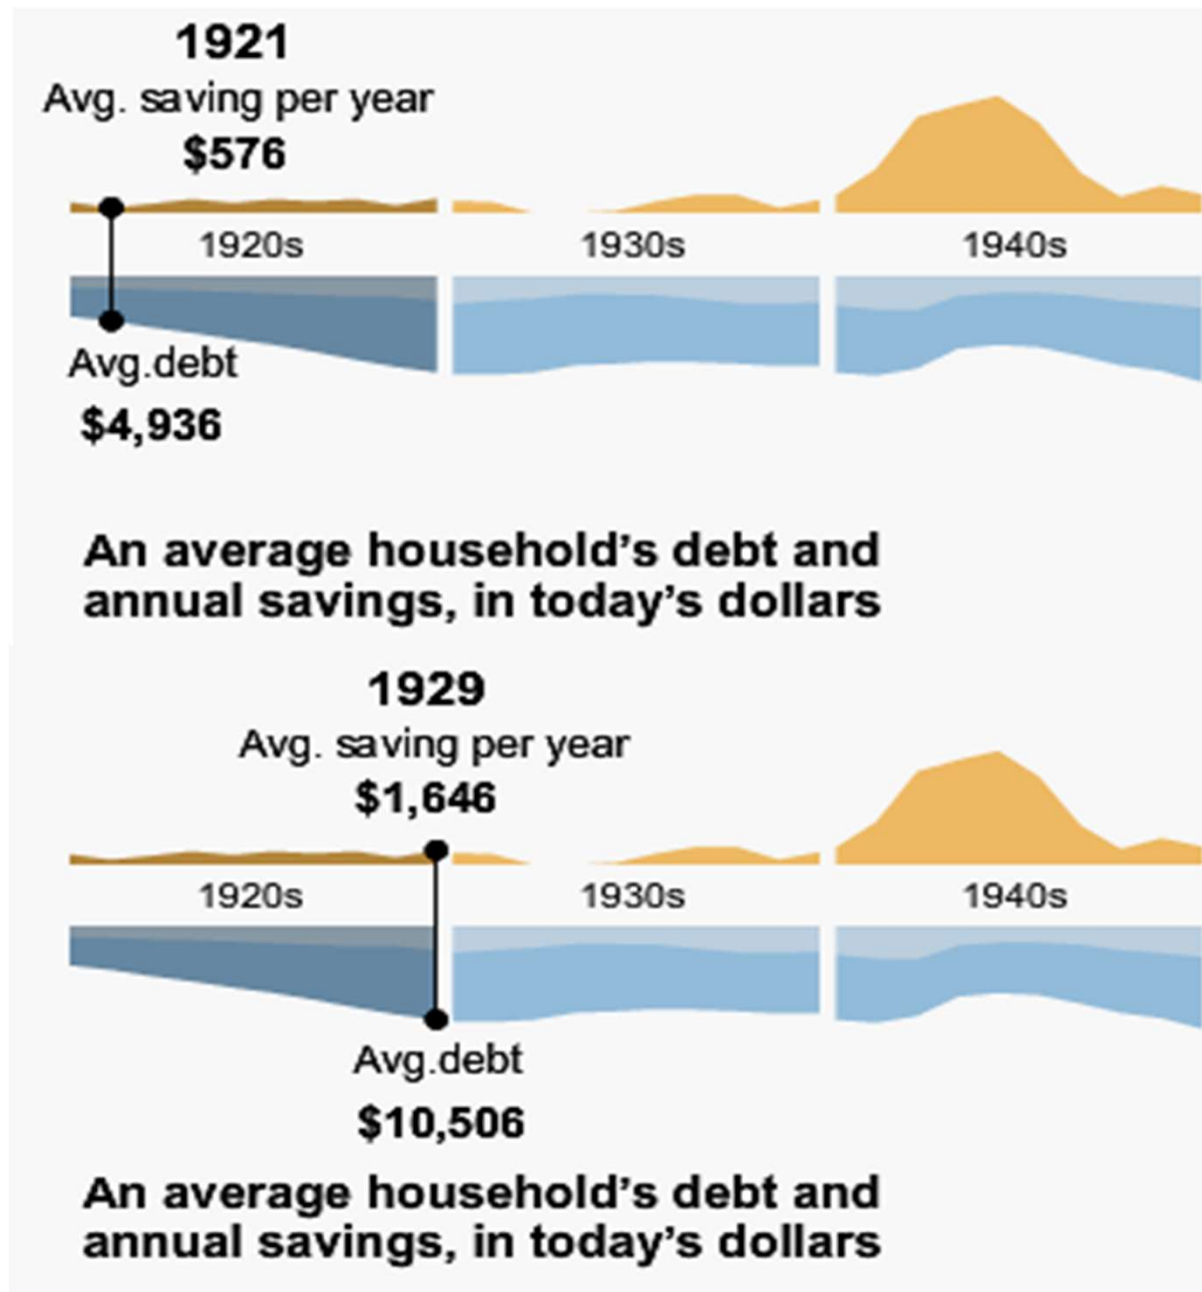 1921
Avg. saving per year
$576
1920s 1930s 1940s
Avg.debt
$4,936
An average household’s debt and
annual savings, in today’s dollars
1929
Avg. saving per year
$1,646
1920s 1930s 1940s
Avg.debt
$10,506
An average household’s debt and
annual savings, in today’s dollars